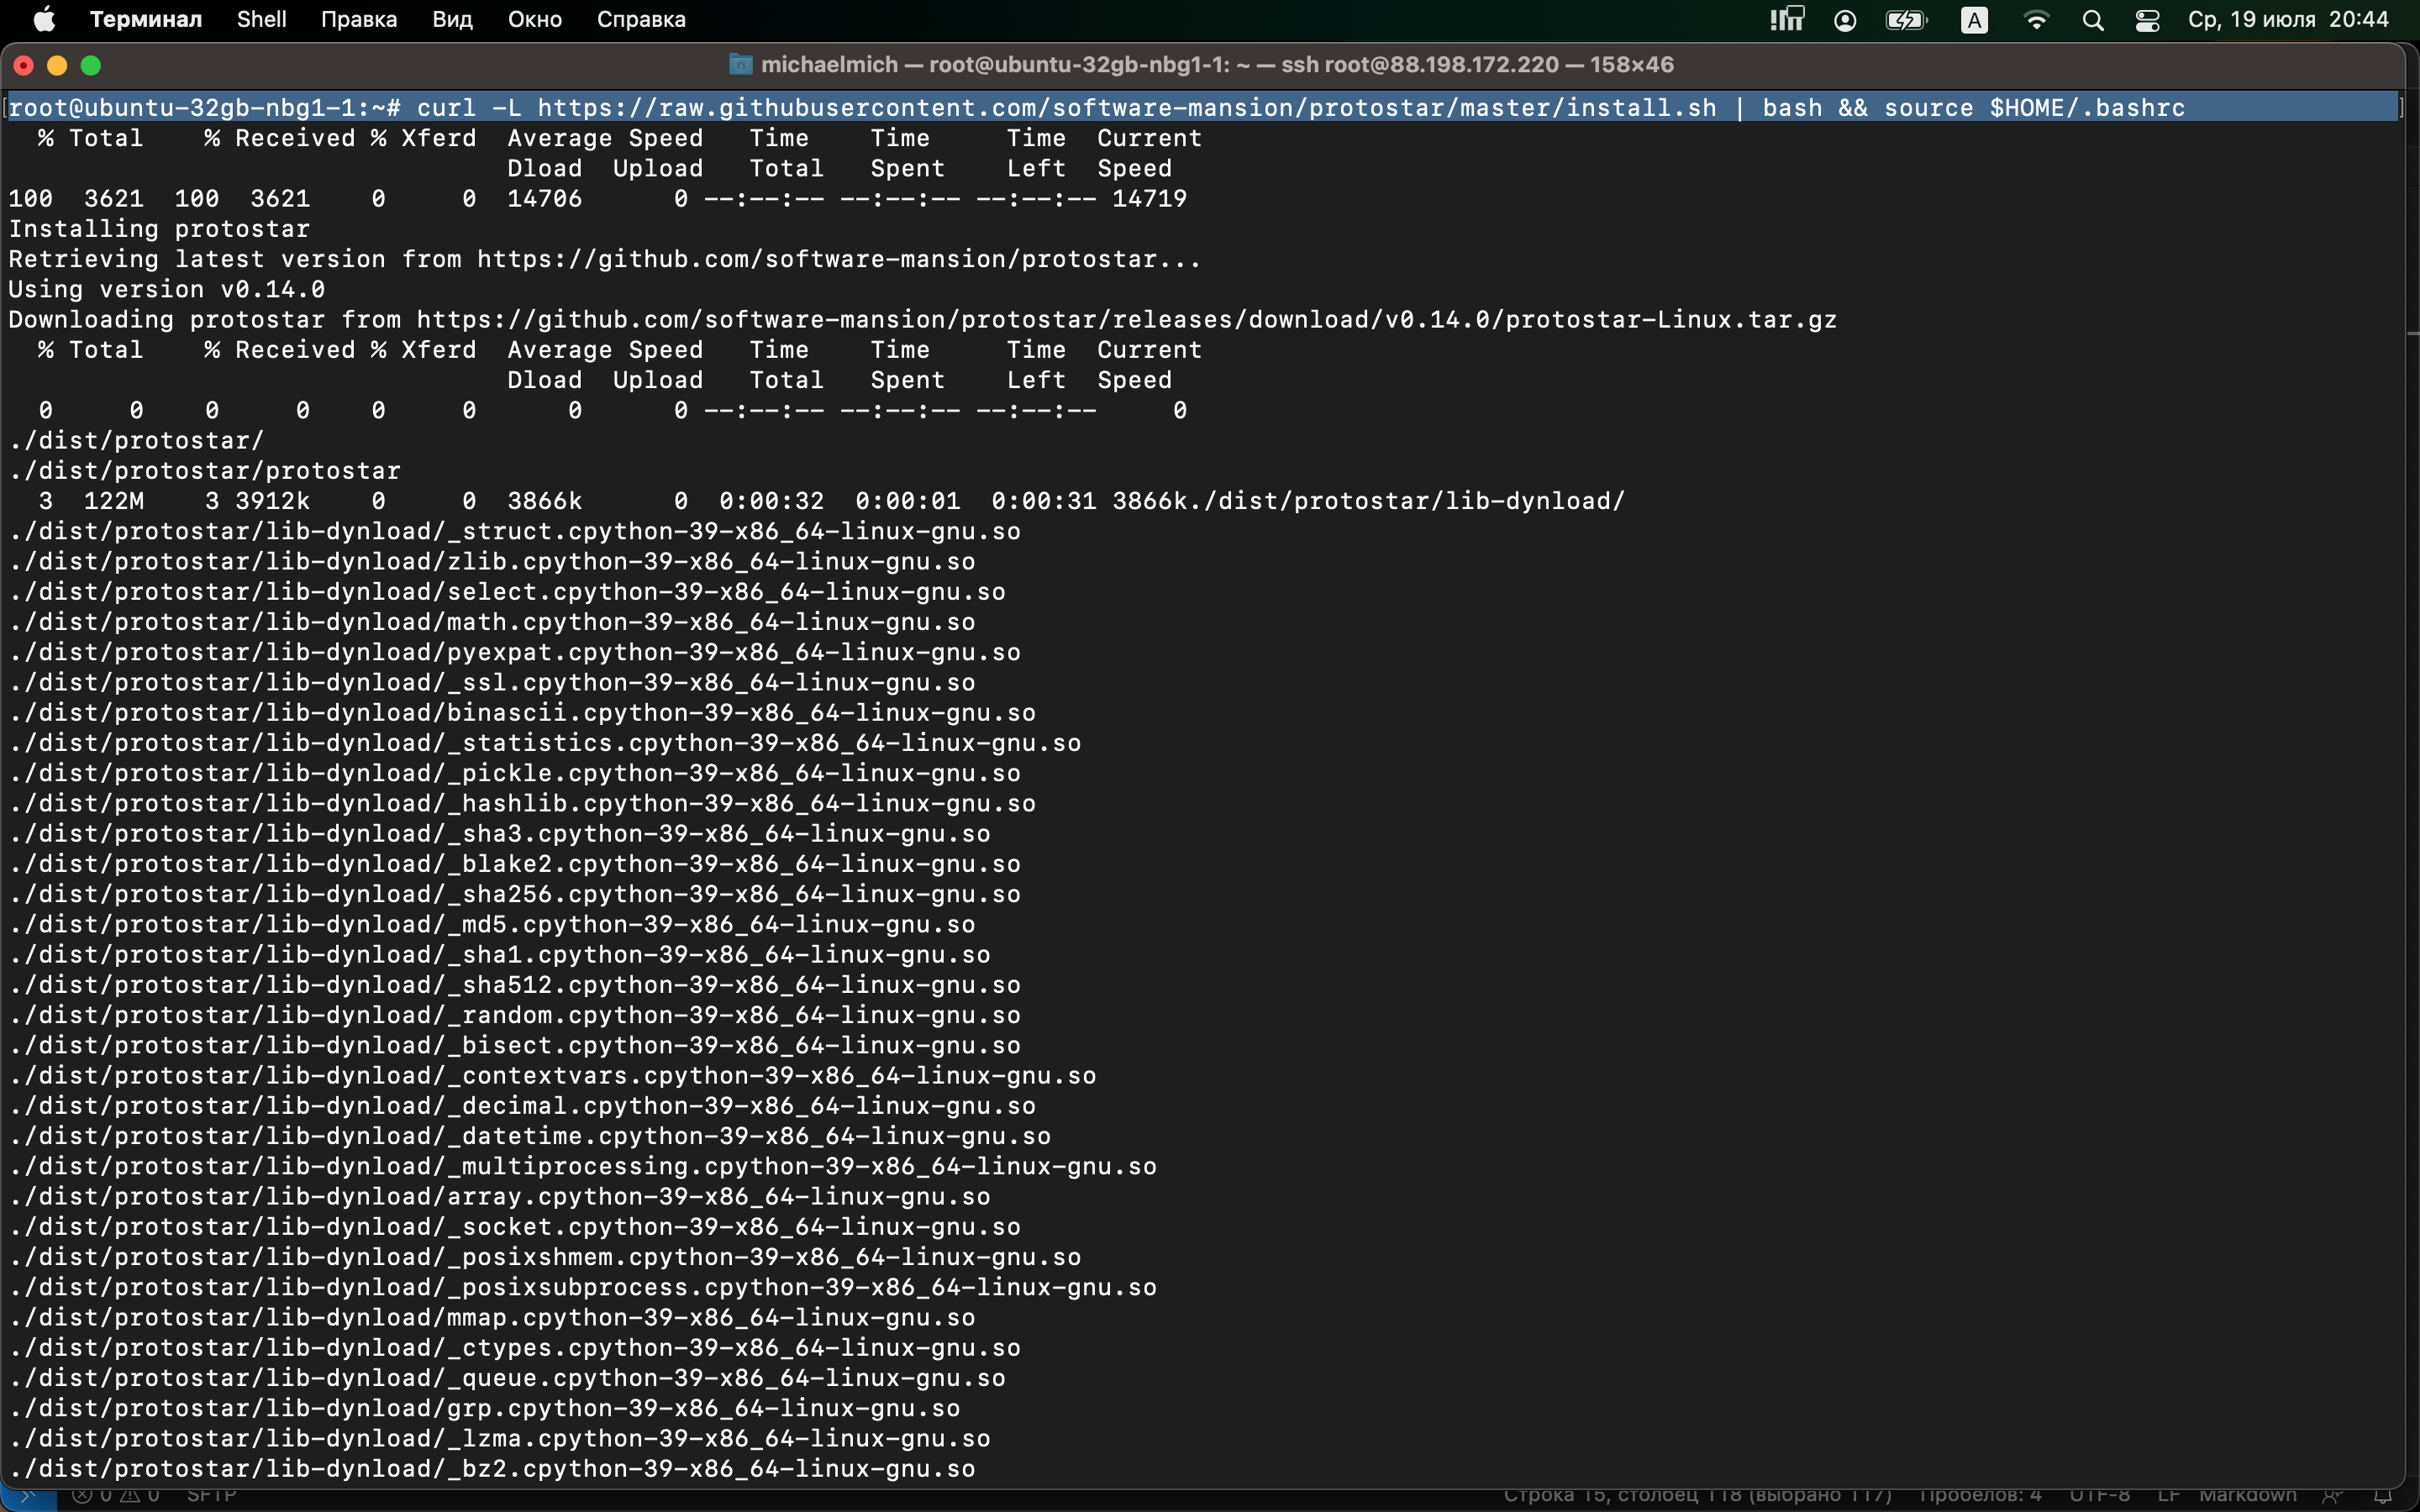 Терминал Shell Правка Вид Окно Справка A Ср, 19 июля 20:44
michaelmich — root@ubuntu-32gb-nbg1-1: ~ — ssh root@88.198.172.220 — 158×46
[root@ubuntu-32gb-nbg1-1:~# curl -L https://raw.githubusercontent.com/software-mansion/protostar/master/install.sh | bash && source $HOME/.bashrc ]
% Total % Received % Xferd Average Speed Time Time Time Current
Dload Upload Total Spent Left Speed
100 3621 100 3621 0 0 14706 0 --:--:-- --:--:-- --:--:-- 14719
Installing protostar
Retrieving latest version from https://github.com/software-mansion/protostar...
Using version v0.14.0
Downloading protostar from https://github.com/software-mansion/protostar/releases/download/v0.14.0/protostar-Linux.tar.gz
% Total % Received % Xferd Average Speed Time Time Time Current
Dload Upload Total Spent Left Speed
0 0 0 0 0 0 0 0 --:--:-- --:--:-- --:--:-- 0
./dist/protostar/
./dist/protostar/protostar
3 122M 3 3912k 0 0 3866k 0 0:00:32 0:00:01 0:00:31 3866k./dist/protostar/lib-dynload/
./dist/protostar/lib-dynload/_struct.cpython-39-x86_64-linux-gnu.so
./dist/protostar/lib-dynload/zlib.cpython-39-x86_64-linux-gnu.so
./dist/protostar/lib-dynload/select.cpython-39-x86_64-linux-gnu.so
./dist/protostar/lib-dynload/math.cpython-39-x86_64-linux-gnu.so
./dist/protostar/lib-dynload/pyexpat.cpython-39-x86_64-linux-gnu.so
./dist/protostar/lib-dynload/_ssl.cpython-39-x86_64-linux-gnu.so
./dist/protostar/lib-dynload/binascii.cpython-39-x86_64-linux-gnu.so
./dist/protostar/lib-dynload/_statistics.cpython-39-x86_64-linux-gnu.so
./dist/protostar/lib-dynload/_pickle.cpython-39-x86_64-linux-gnu.so
./dist/protostar/lib-dynload/_hashlib.cpython-39-x86_64-linux-gnu.so
./dist/protostar/lib-dynload/_sha3.cpython-39-x86_64-linux-gnu.so
./dist/protostar/lib-dynload/_blake2.cpython-39-x86_64-linux-gnu.so
./dist/protostar/lib-dynload/_sha256.cpython-39-x86_64-linux-gnu.so
./dist/protostar/lib-dynload/_md5.cpython-39-x86_64-linux-gnu.so
./dist/protostar/lib-dynload/_sha1.cpython-39-x86_64-linux-gnu.so
./dist/protostar/lib-dynload/_sha512.cpython-39-x86_64-linux-gnu.so
./dist/protostar/lib-dynload/_random.cpython-39-x86_64-linux-gnu.so
./dist/protostar/lib-dynload/_bisect.cpython-39-x86_64-linux-gnu.so
./dist/protostar/lib-dynload/_contextvars.cpython-39-x86_64-linux-gnu.so
./dist/protostar/lib-dynload/_decimal.cpython-39-x86_64-linux-gnu.so
./dist/protostar/lib-dynload/_datetime.cpython-39-x86_64-linux-gnu.so
./dist/protostar/lib-dynload/_multiprocessing.cpython-39-x86_64-linux-gnu.so
./dist/protostar/lib-dynload/array.cpython-39-x86_64-linux-gnu.so
./dist/protostar/lib-dynload/_socket.cpython-39-x86_64-linux-gnu.so
./dist/protostar/lib-dynload/_posixshmem.cpython-39-x86_64-linux-gnu.so
./dist/protostar/lib-dynload/_posixsubprocess.cpython-39-x86_64-linux-gnu.so
./dist/protostar/lib-dynload/mmap.cpython-39-x86_64-linux-gnu.so
./dist/protostar/lib-dynload/_ctypes.cpython-39-x86_64-linux-gnu.so
./dist/protostar/lib-dynload/_queue.cpython-39-x86_64-linux-gnu.so
./dist/protostar/lib-dynload/grp.cpython-39-x86_64-linux-gnu.so
./dist/protostar/lib-dynload/_lzma.cpython-39-x86_64-linux-gnu.so
./dist/protostar/lib-dynload/_bz2.cpython-39-x86_64-linux-gnu.so
0 0 SFTP Строка 15, столбец 118 (выбрано 117) Пробелов: 4 UTF-8 LF Markdown